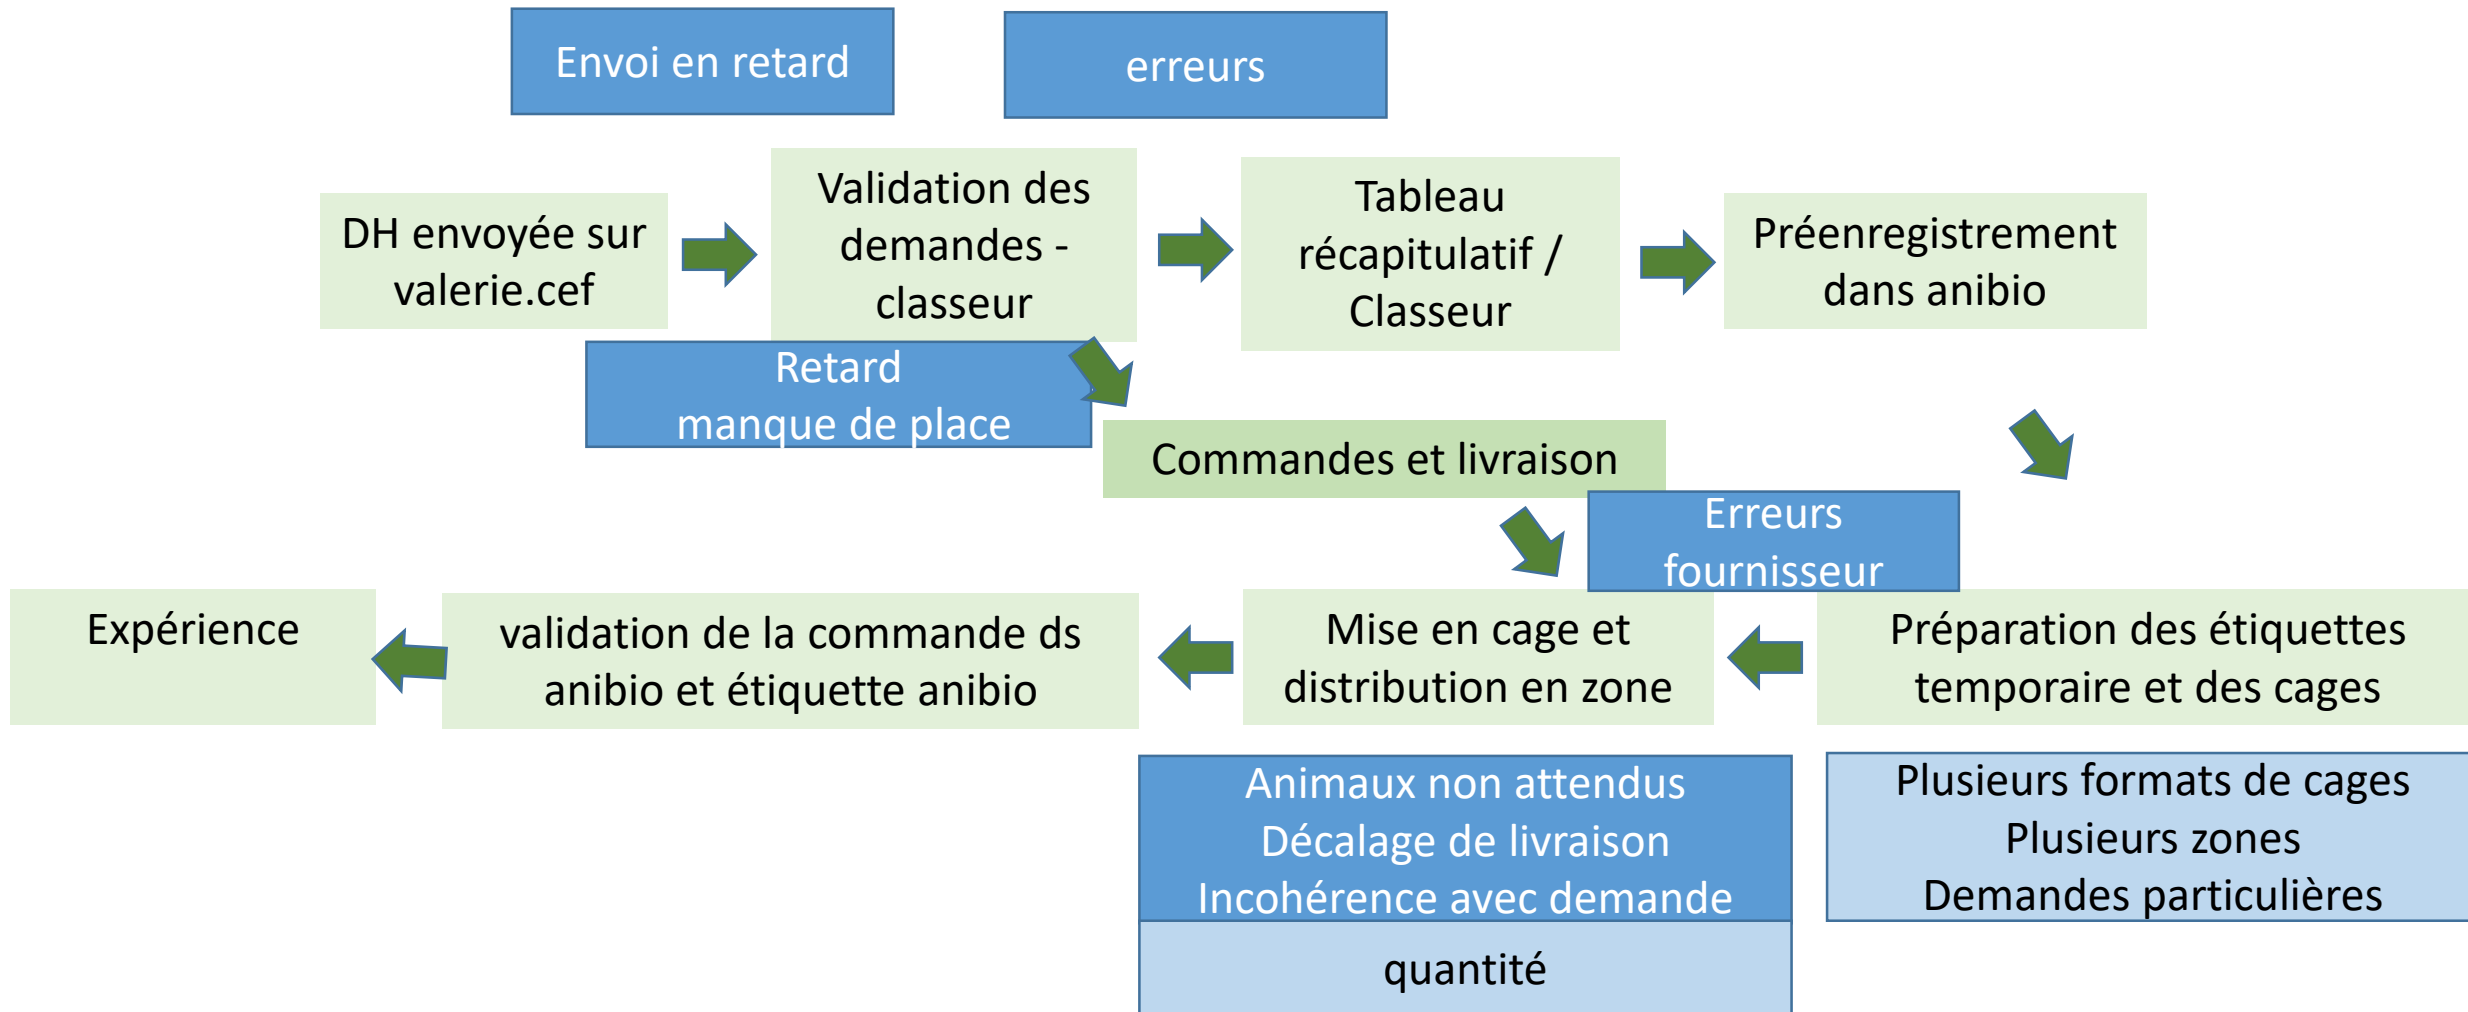 Envoi en retard
erreurs
DH envoyée sur
valerie.cef
Validation des
demandes -
classeur
Tableau
récapitulatif /
Classeur
Préenregistrement
dans anibio
Retard
manque de place
Commandes et livraison
Erreurs
fournisseur
Expérience
validation de la commande ds
anibio et étiquette anibio
Mise en cage et
distribution en zone
Préparation des étiquettes
temporaire et des cages
Animaux non attendus
Décalage de livraison
Incohérence avec demande
quantité
Plusieurs formats de cages
Plusieurs zones
Demandes particulières